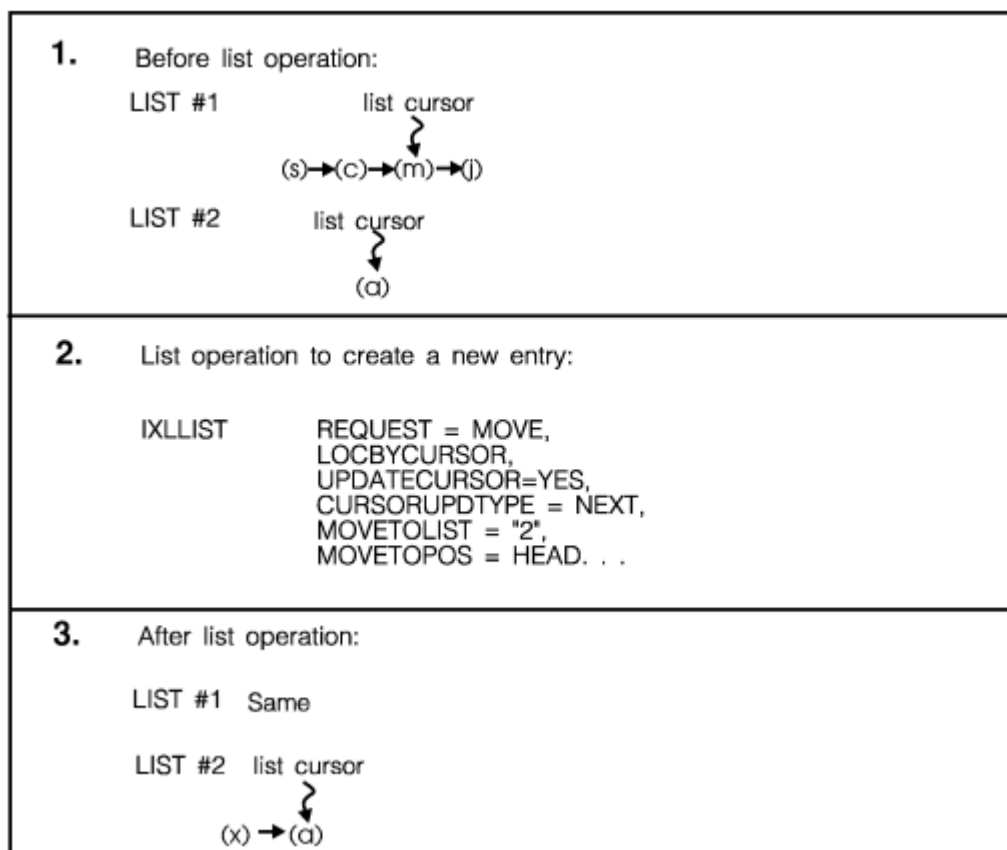 1. Before list operation:
LIST #1 list cursor
(s)→(c)→(m)→(j)
LIST #2 list cursor
(a)
2. List operation to create a new entry:
IXLLIST REQUEST = MOVE,
LOCBYCURSOR,
UPDATECURSOR=YES,
CURSORUPDTYPE = NEXT,
MOVETOLIST = "2",
MOVETOPOS = HEAD. . .
3. After list operation:
LIST #1 Same
LIST #2 list cursor
(x) →(a)